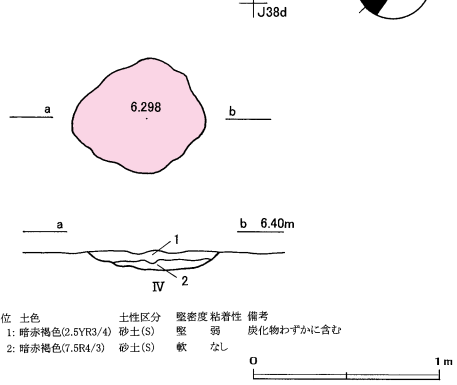 J38d
6.298
a
b
a
b 6.40m
1
2
Ⅳ
位 土色 土性区分 堅密度 粘着性 備考
1: 暗赤褐色(2.5YR3/4) 砂土(S) 堅 弱 炭化物わずかに含む
2: 暗赤褐色(7.5R4/3) 砂土(S) 軟 なし
0 1m